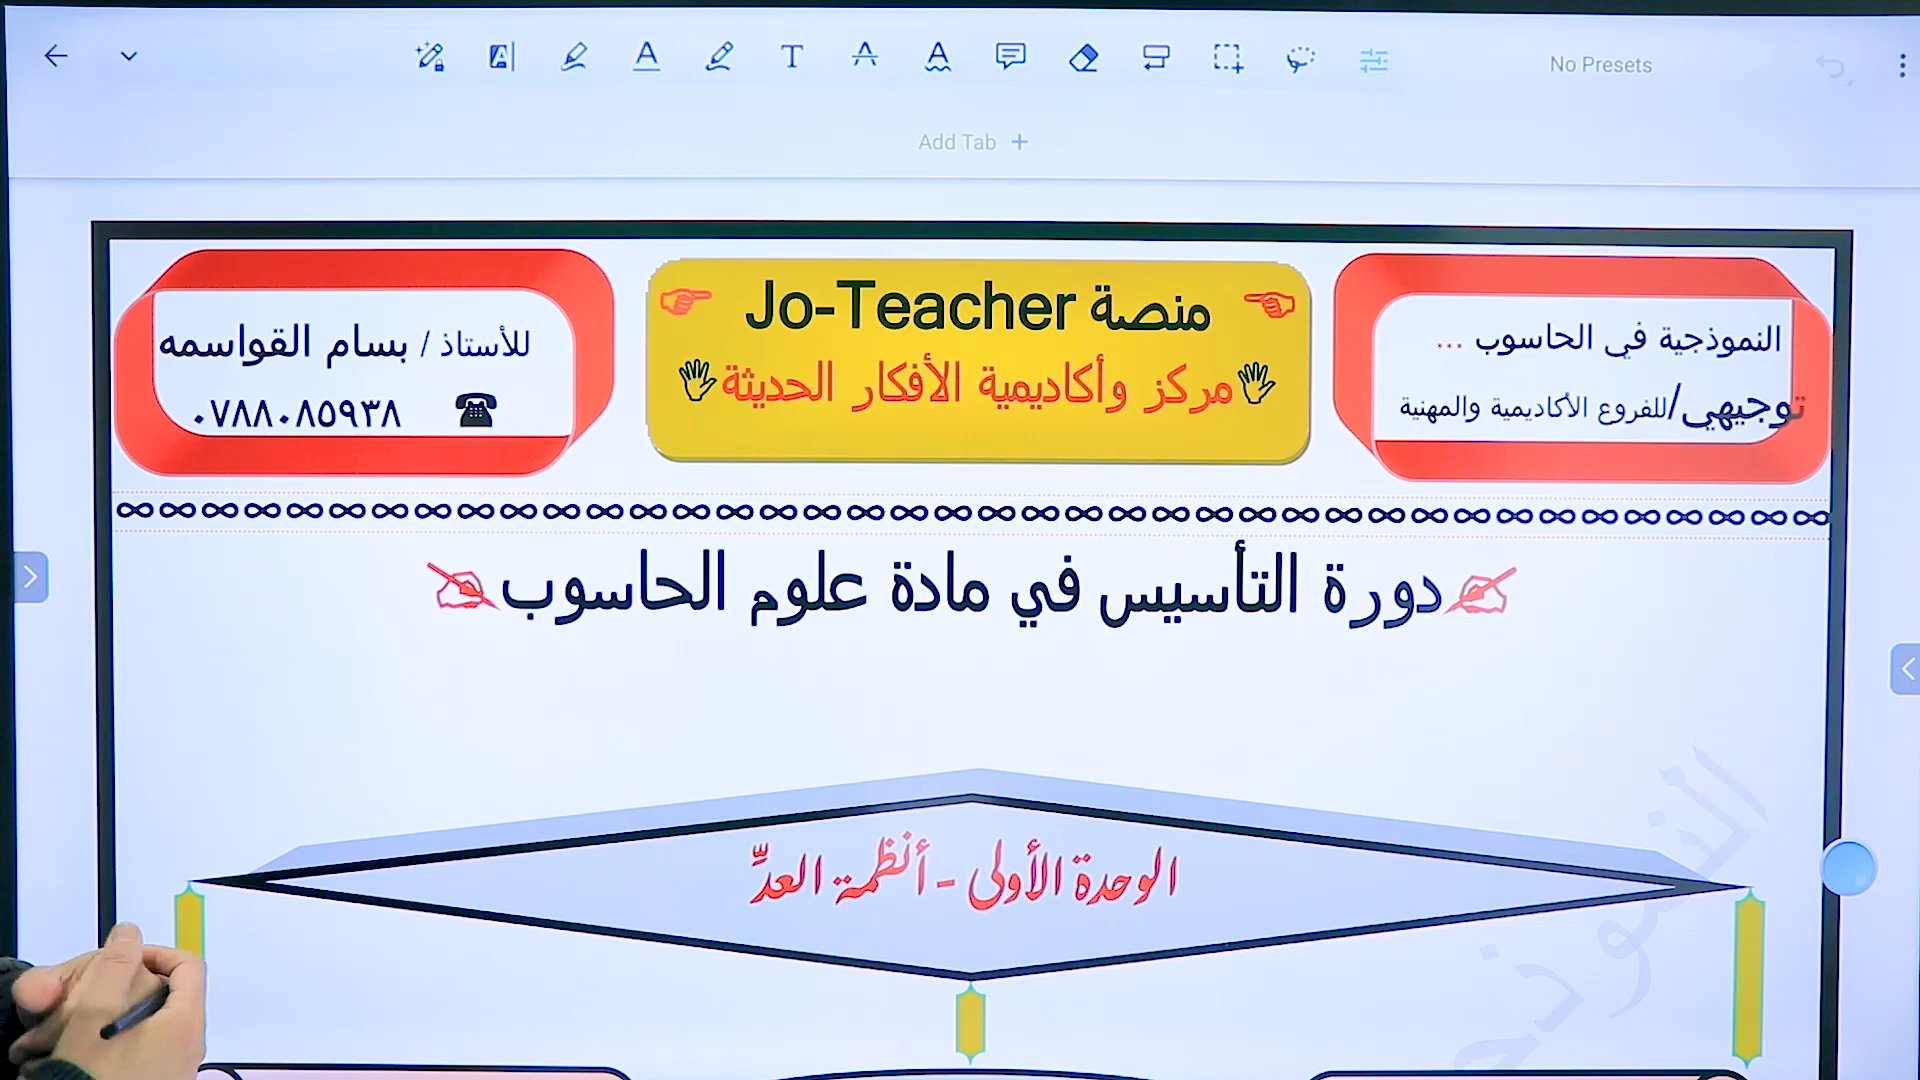 No Presets
Add Tab +
النموذجية في الحاسوب ...
توجيهي/للفروع الأكاديمية والمهنية
منصة Jo-Teacher
مركز وأكاديمية الأفكار الحديثة
للأستاذ / بسام القواسمه
٠٧٨٨٠٨٥٩٣٨
دورة التأسيس في مادة علوم الحاسوب
الوحدة الأولى - أنظمة العدِّ